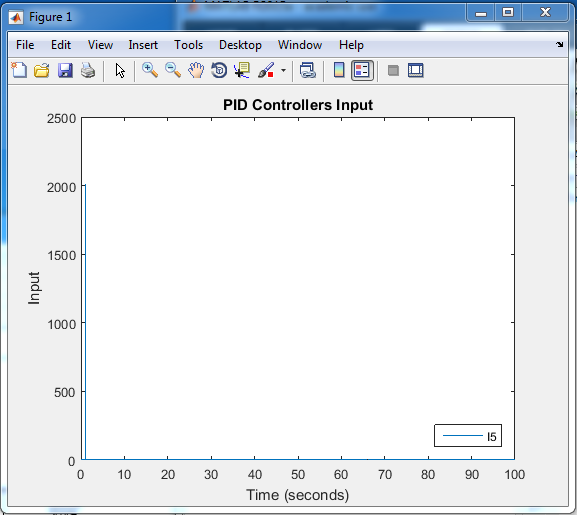 Figure 1
File Edit View Insert Tools Desktop Window Help
PID Controllers Input
2500
2000
1500
1000
500
0
Input
I5
0 10 20 30 40 50 60 70 80 90 100
Time (seconds)